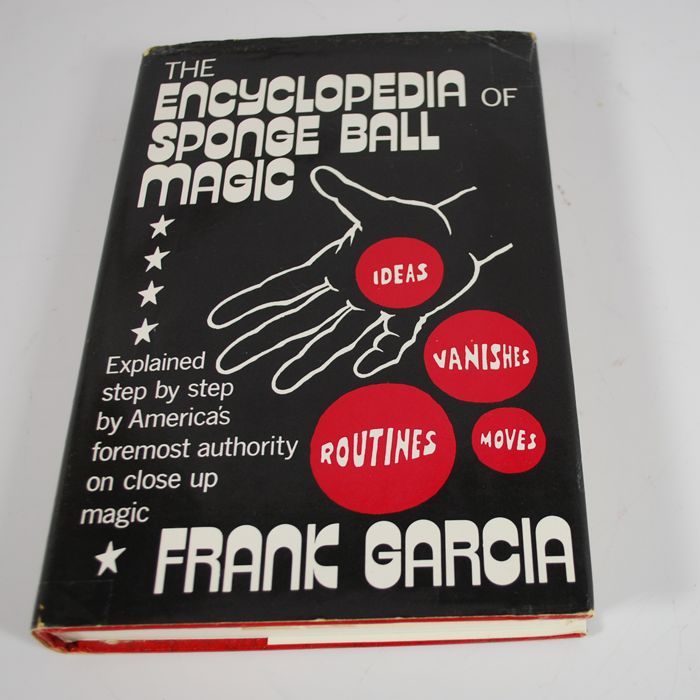 THE
ENCYCLOPEDIA OF
SPONGE BALL
MAGIC
IDEAS
VANISHES
ROUTINES
MOVES
Explained
step by step
by America's
foremost authority
on close up
magic
FRANK GARCIA